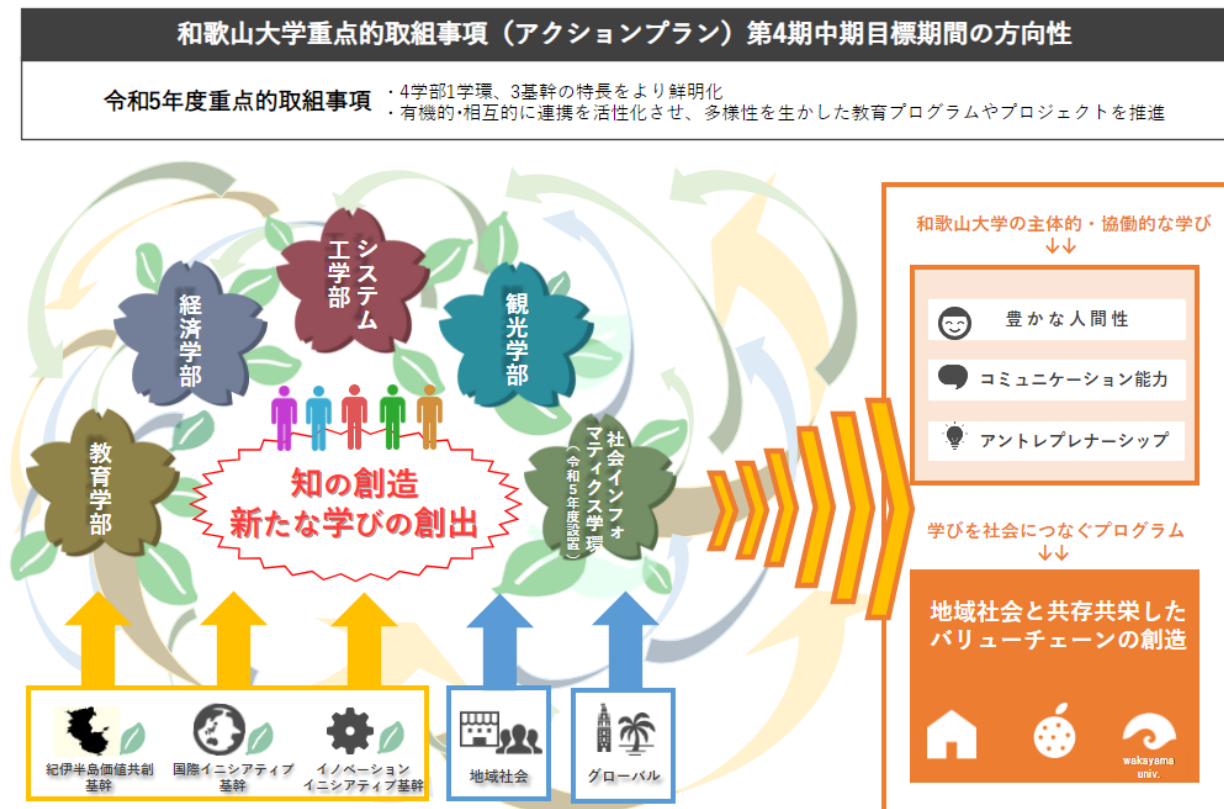 和歌山大学重点的取組事項（アクションプラン）第4期中期目標期間の方向性
令和5年度重点的取組事項
・4学部1学環、3基幹の特長をより鮮明化
・有機的･相互的に連携を活性化させ、多様性を生かした教育プログラムやプロジェクトを推進
教育学部
経済学部
システム
工学部
観光学部
社会インフォ
マティクス学環
（令和5年度設置）
知の創造
新たな学びの創出
紀伊半島価値共創
基幹
国際イニシアティブ
基幹
イノベーション
イニシアティブ基幹
地域社会
グローバル
和歌山大学の主体的・協働的な学び
↓↓
豊かな人間性
コミュニケーション能力
アントレプレナーシップ
学びを社会につなぐプログラム
↓↓
地域社会と共存共栄した
バリューチェーンの創造
wakayama
univ.